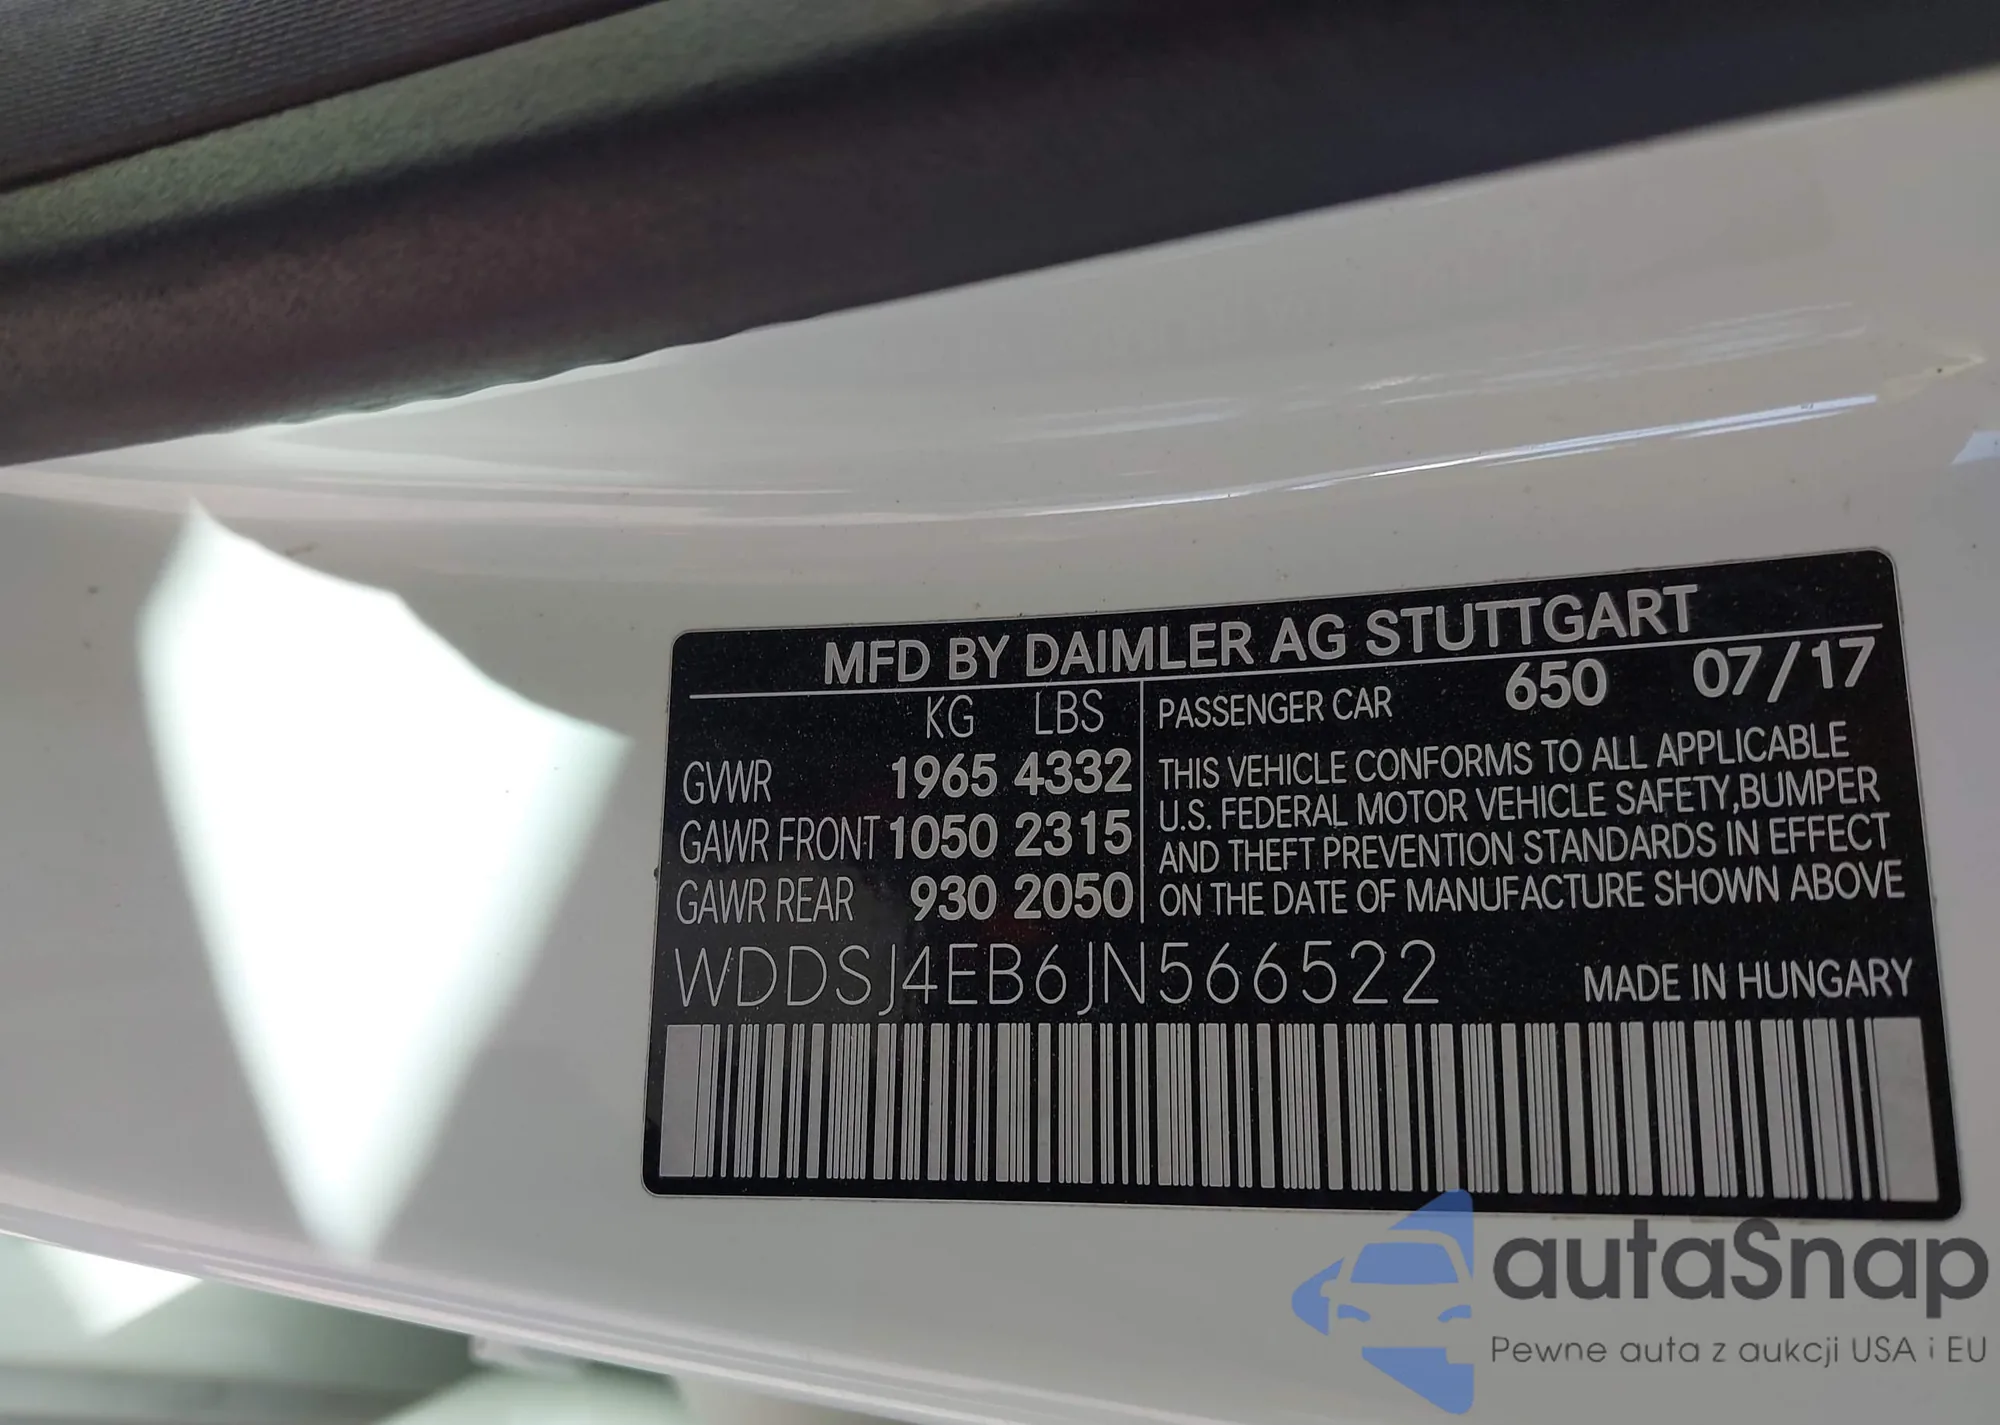 MFD BY DAIMLER AG STUTTGART
KG LBS
GVWR 1965 4332
GAWR FRONT 1050 2315
GAWR REAR 930 2050
PASSENGER CAR 650 07/17
THIS VEHICLE CONFORMS TO ALL APPLICABLE
U.S. FEDERAL MOTOR VEHICLE SAFETY,BUMPER
AND THEFT PREVENTION STANDARDS IN EFFECT
ON THE DATE OF MANUFACTURE SHOWN ABOVE
WDDSJ4EB6JN566522
MADE IN HUNGARY
autaSnap
Pewne auta z aukcji USA i EU